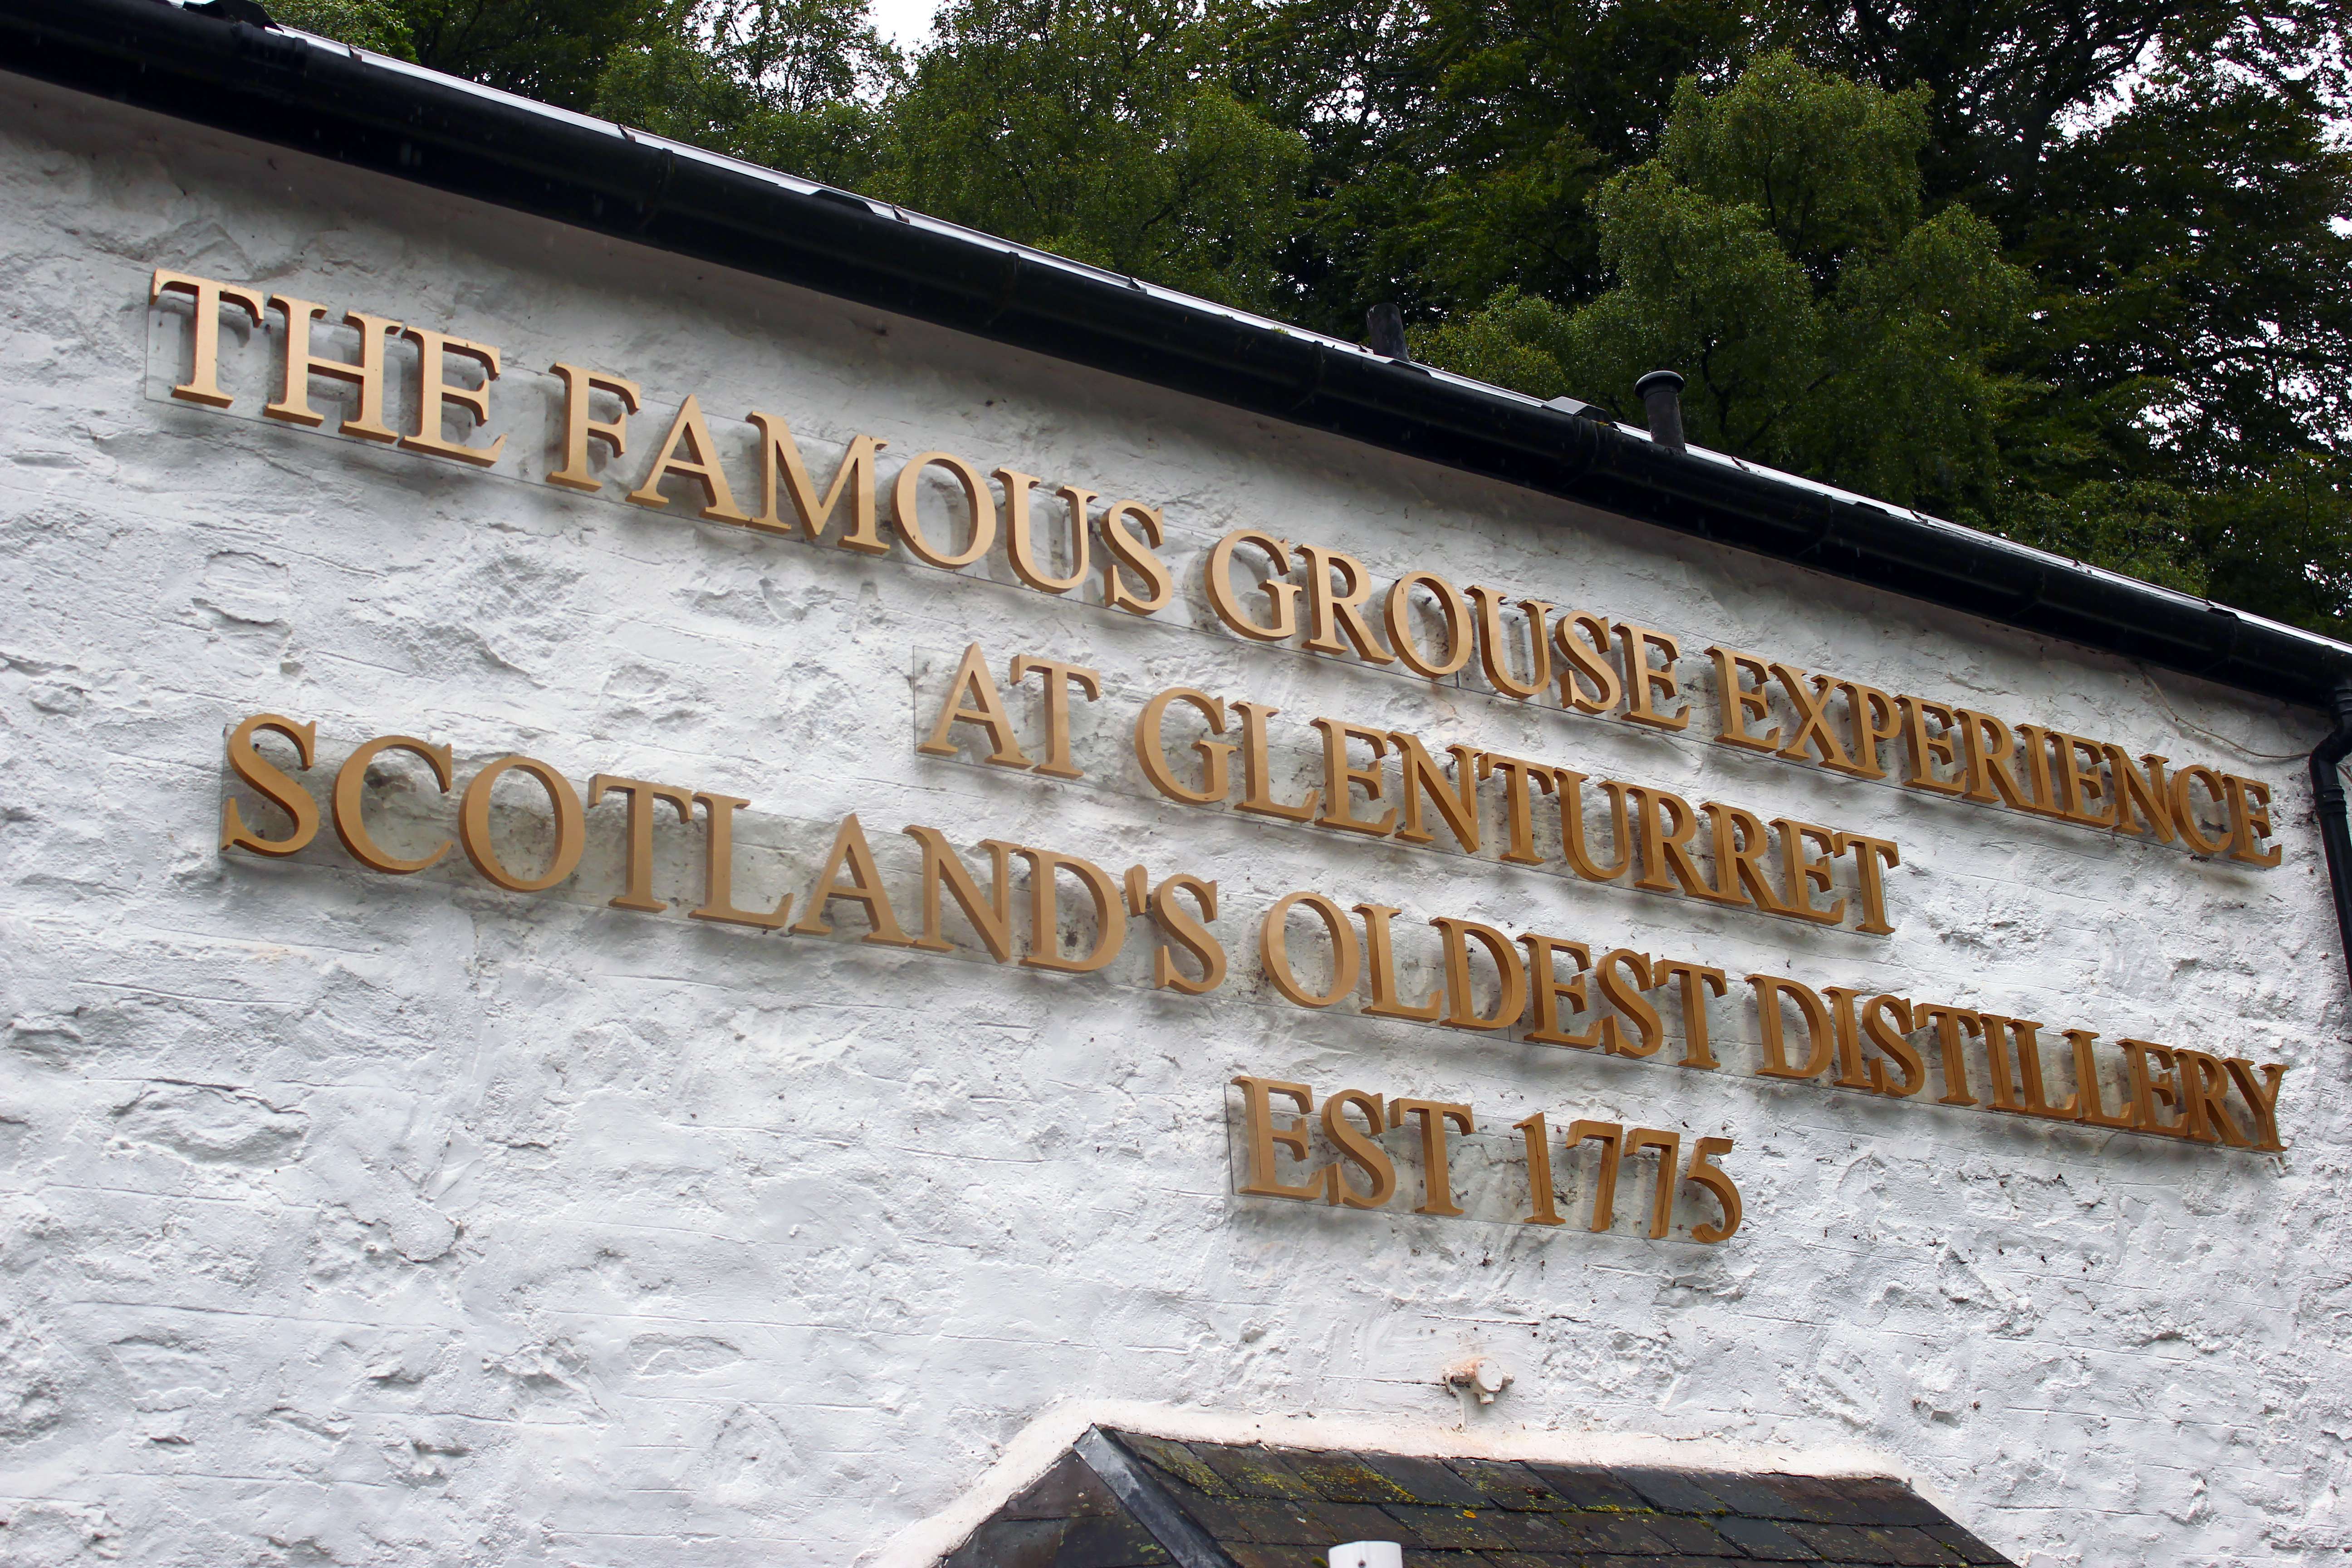 THE FAMOUS GROUSE EXPERIENCE
AT GLENTURRET
SCOTLAND'S OLDEST DISTILLERY
EST 1775